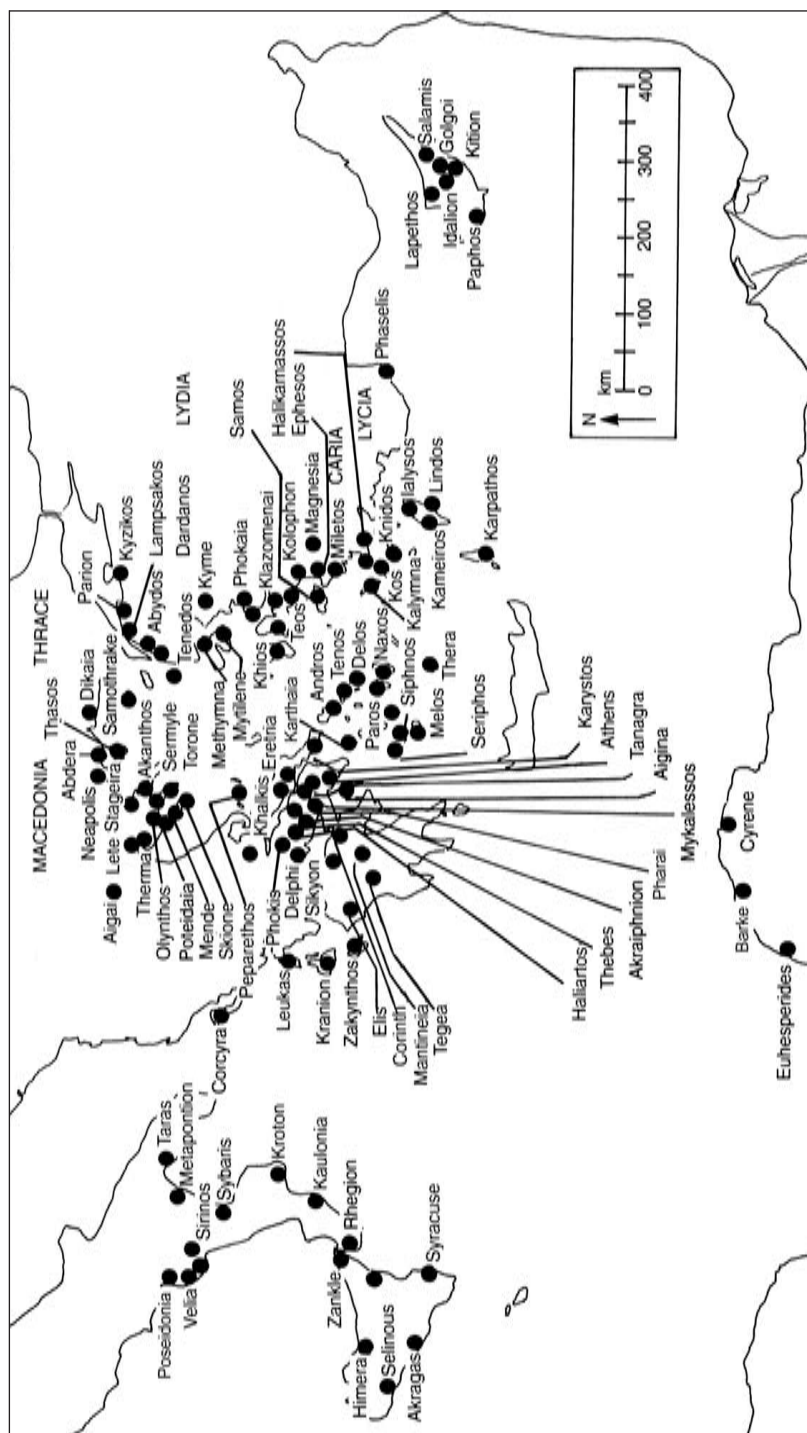 MACEDONIA
THRACE
LYDIA
CARIA
LYCIA
Poseidonia
Velia
Sirinos
Metapontion
Taras
Sybaris
Kroton
Kaulonia
Rhegion
Zankle
Himera
Selinous
Akragas
Syracuse
Corcyra
Leukas
Kranion
Zakynthos
Elis
Corinth
Mantineia
Tegea
Aigai
Lete
Stageira
Neapolis
Abdera
Thasos
Dikaia
Samothrake
Therma
Akanthos
Sermyle
Torone
Olynthos
Poteidaia
Mende
Skione
Peparethos
Phokis
Delphi
Sikyon
Khalkis
Eretria
Karthaia
Andros
Tenos
Delos
Naxos
Paros
Siphnos
Seriphos
Melos
Thera
Parion
Kyzikos
Lampsakos
Abydos
Dardanos
Tenedos
Methymna
Mytilene
Kyme
Phokaia
Klazomenai
Khios
Teos
Kolophon
Samos
Magnesia
Miletos
Halikarnassos
Ephesos
Knidos
Kos
Kalymna
Ialysos
Lindos
Kameiros
Karpathos
Phaselis
Lapethos
Salamis
Golgoi
Idalion
Kition
Paphos
Karystos
Athens
Tanagra
Aigina
Mykalessos
Pharai
Akraiphnion
Thebes
Haliartos
Cyrene
Barke
Euhesperides
N
km
0 100 200 300 400